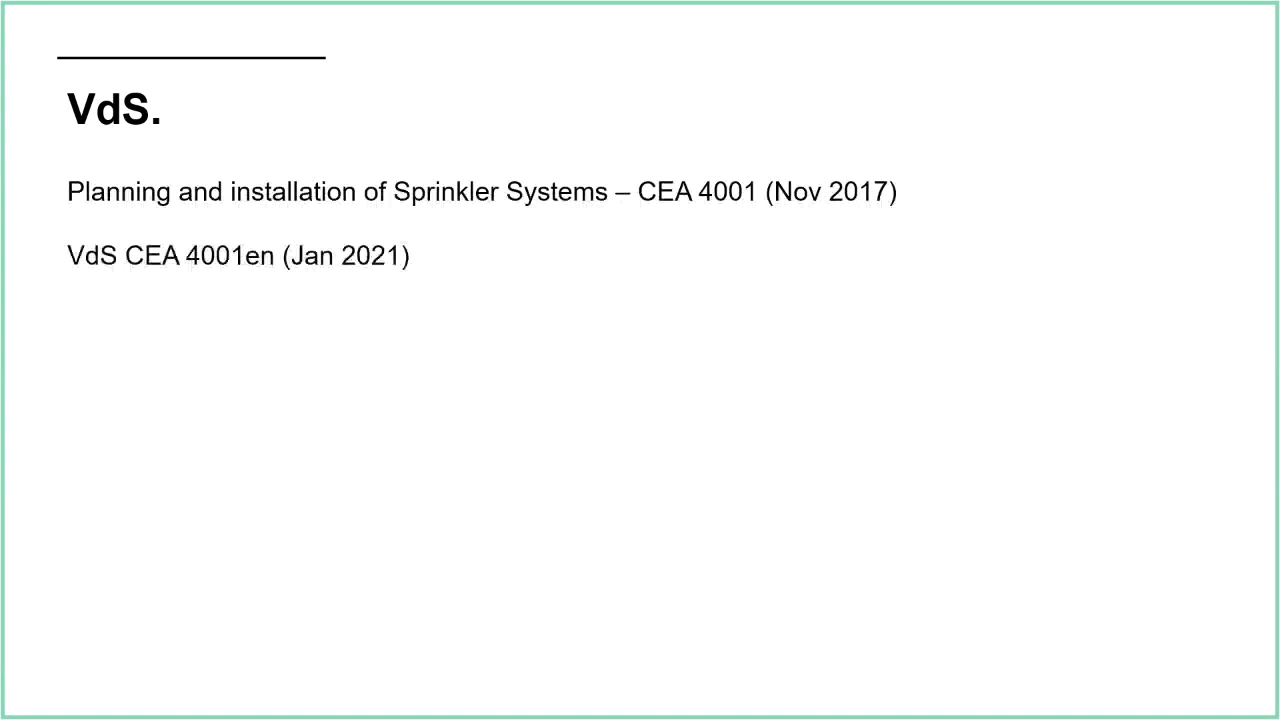 VdS.
Planning and installation of Sprinkler Systems – CEA 4001 (Nov 2017)
VdS CEA 4001en (Jan 2021)